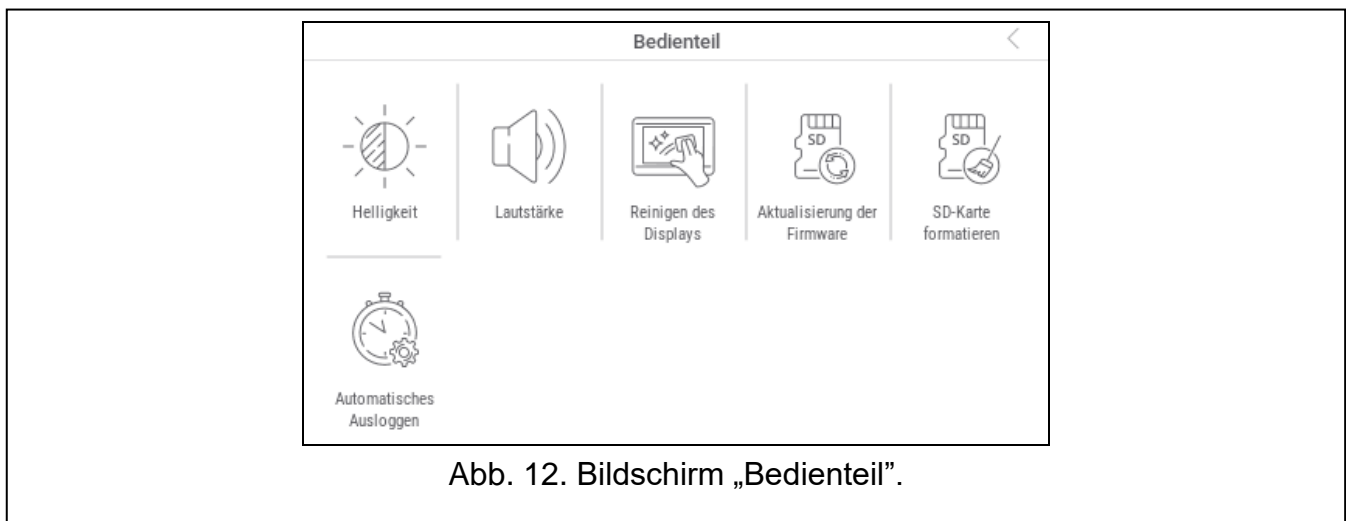 Bedienteil
Helligkeit
Lautstärke
Reinigen des
Displays
SD
Aktualisierung der
Firmware
SD
SD-Karte
formatieren
Automatisches
Ausloggen
Abb. 12. Bildschirm „Bedienteil”.